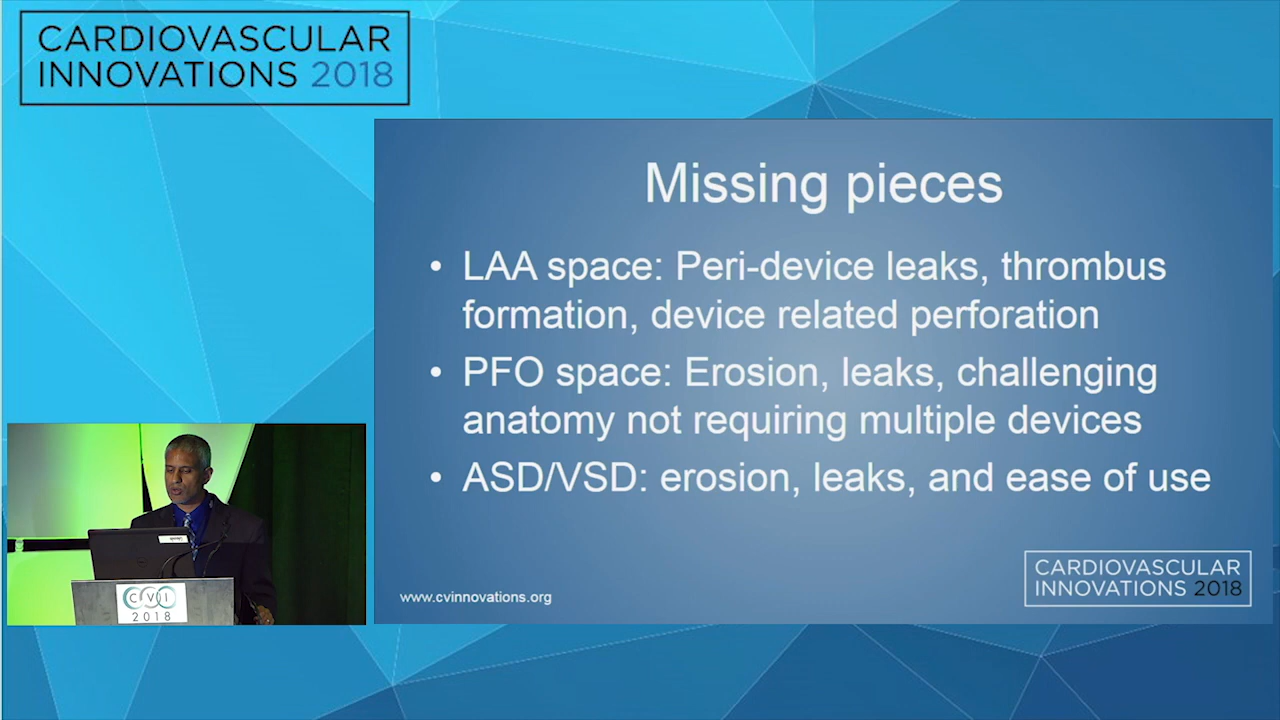 CARDIOVASCULAR
INNOVATIONS 2018
Missing pieces
• LAA space: Peri-device leaks, thrombus
formation, device related perforation
• PFO space: Erosion, leaks, challenging
anatomy not requiring multiple devices
• ASD/VSD: erosion, leaks, and ease of use
www.cvinnovations.org
CARDIOVASCULAR
INNOVATIONS 2018
CVI
2018